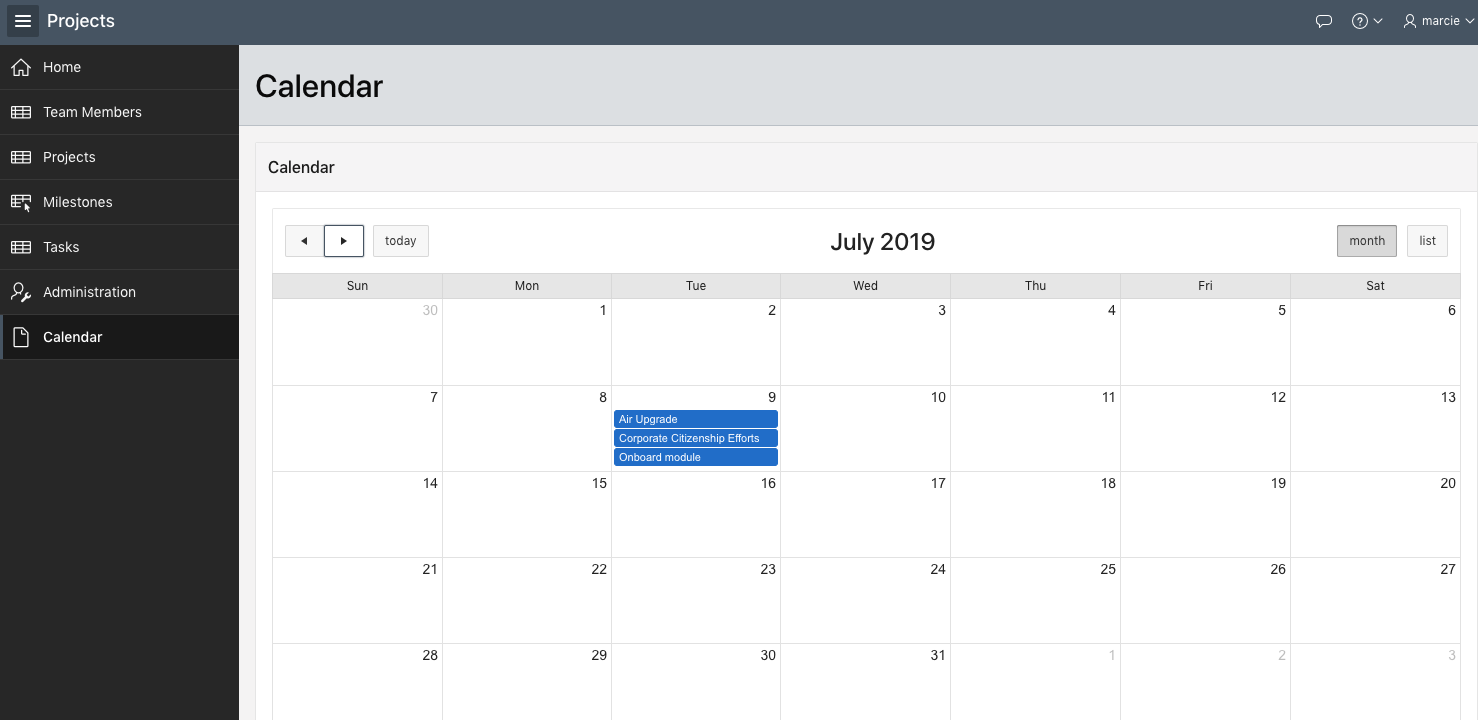 Projects
marcie
Home
Team Members
Projects
Milestones
Tasks
Administration
Calendar
Calendar
Calendar
today
July 2019
month list
Sun Mon Tue Wed Thu Fri Sat
30 1 2 3 4 5 6
7 8 9 10 11 12 13
Air Upgrade
Corporate Citizenship Efforts
Onboard module
14 15 16 17 18 19 20
21 22 23 24 25 26 27
28 29 30 31 1 2 3